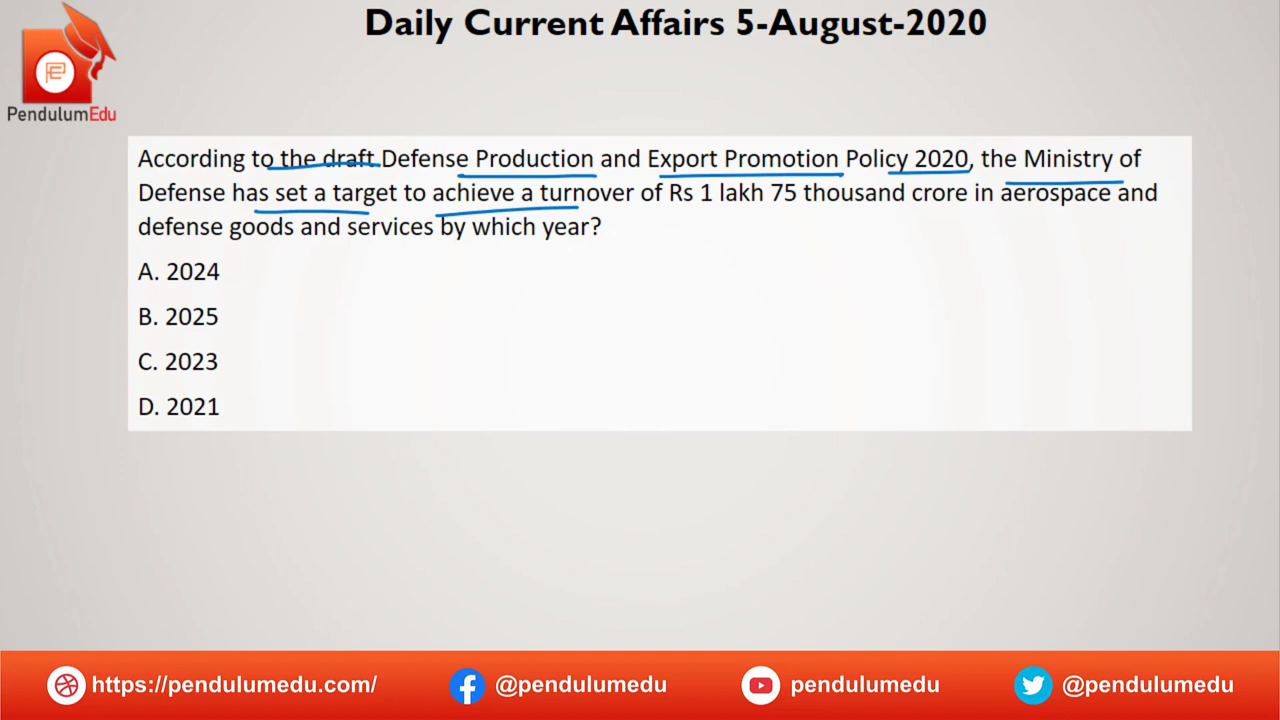 Daily Current Affairs 5-August-2020
PendulumEdu
According to the draft Defense Production and Export Promotion Policy 2020, the Ministry of
Defense has set a target to achieve a turnover of Rs 1 lakh 75 thousand crore in aerospace and
defense goods and services by which year?
A. 2024
B. 2025
C. 2023
D. 2021
https://pendulumedu.com/ @pendulumedu pendulumedu @pendulumedu